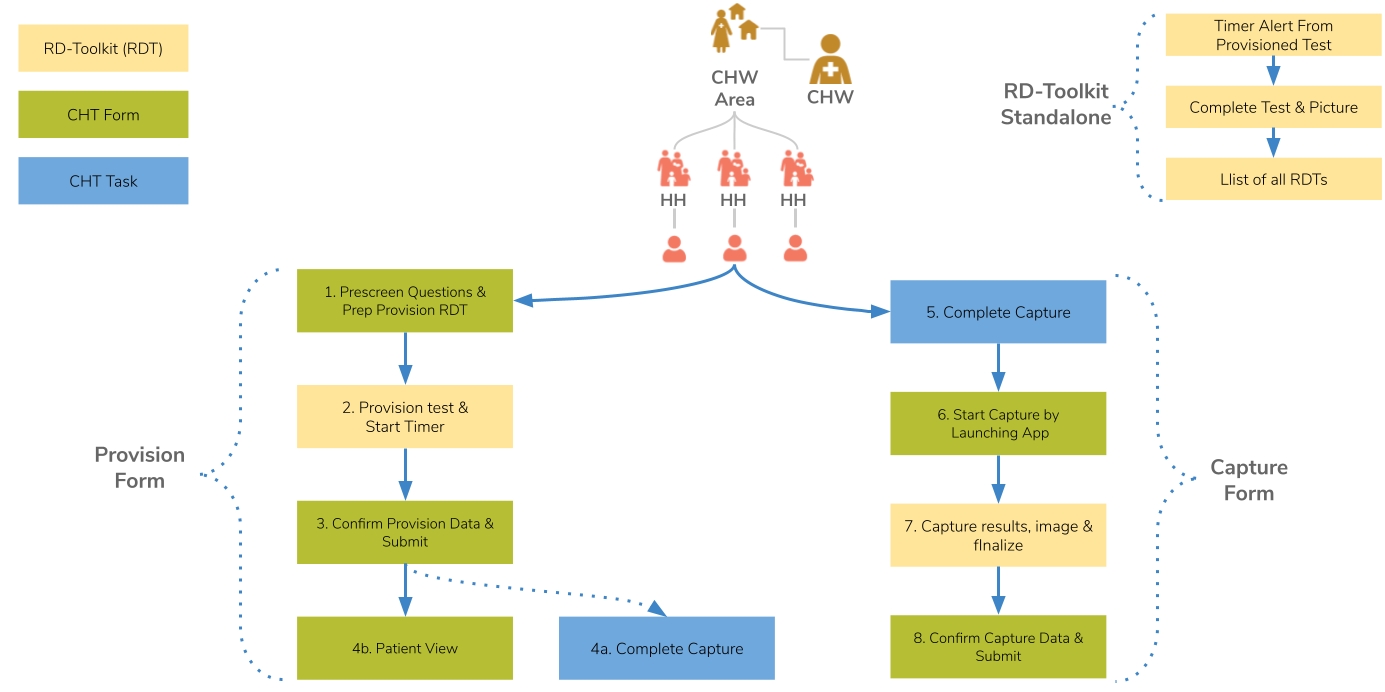 RD-Toolkit (RDT)
CHT Form
CHT Task
CHW
Area
CHW
HH
HH
HH
RD-Toolkit
Standalone
Timer Alert From
Provisioned Test
Complete Test & Picture
Llist of all RDTs
Provision
Form
1. Prescreen Questions &
Prep Provision RDT
2. Provision test &
Start Timer
3. Confirm Provision Data &
Submit
4b. Patient View
4a. Complete Capture
5. Complete Capture
6. Start Capture by
Launching App
7. Capture results, image &
fInalize
8. Confirm Capture Data &
Submit
Capture
Form